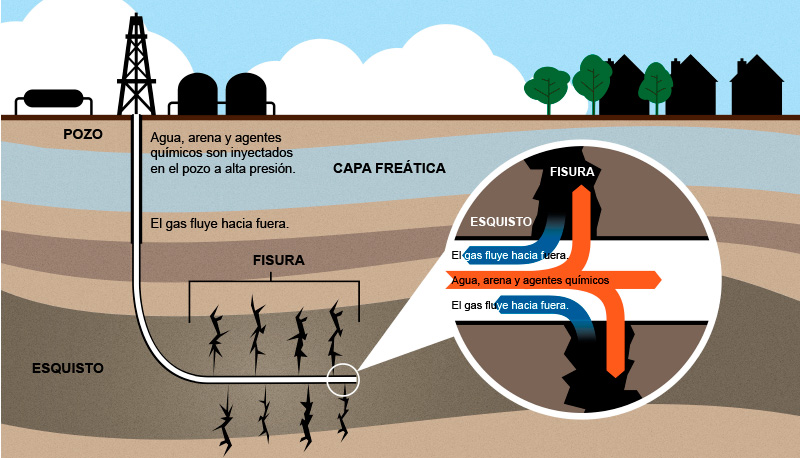 POZO
Agua, arena y agentes
químicos son inyectados
en el pozo a alta presión.
CAPA FREÁTICA
El gas fluye hacia fuera.
FISURA
ESQUISTO
FISURA
ESQUISTO
El gas fluye hacia fuera.
Agua, arena y agentes químicos
El gas fluye hacia fuera.